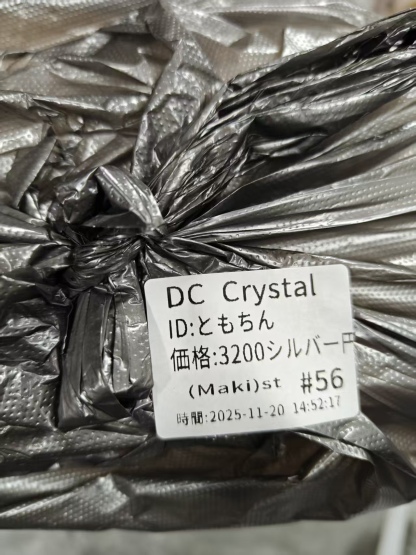 DC Crystal
ID:ともちん
価格:3200シルバー円
(Maki)st #56
時間:2025-11-20 14:52:17